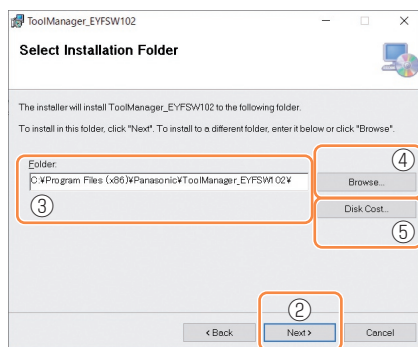 ToolManager_EYFSW102
Select Installation Folder
The installer will install ToolManager_EYFSW102 to the following folder.
To install in this folder, click "Next". To install to a different folder, enter it below or click "Browse".
Folder:
C:¥Program Files (x86)¥Panasonic¥ToolManager_EYFSW102¥
③
④
Browse...
Disk Cost...
⑤
②
< Back
Next >
Cancel